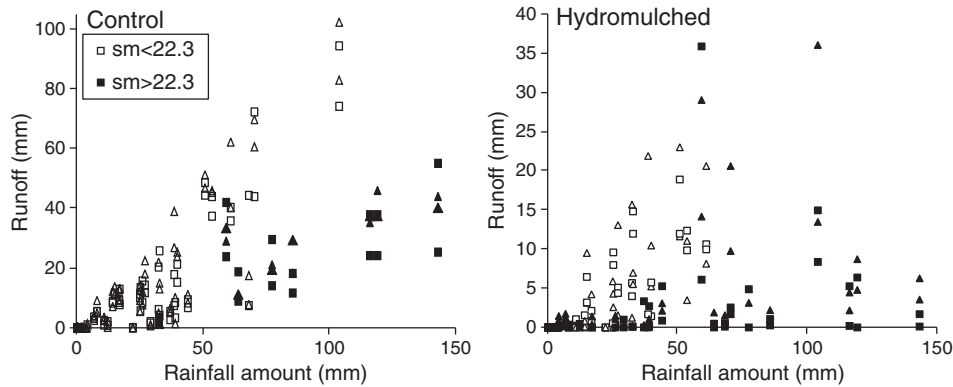 Control
□ sm<22.3
■ sm>22.3
Runoff (mm)
100
80
60
40
20
0
0 50 100 150
Rainfall amount (mm)
Hydromulched
Runoff (mm)
40
35
30
25
20
15
10
5
0
0 50 100 150
Rainfall amount (mm)